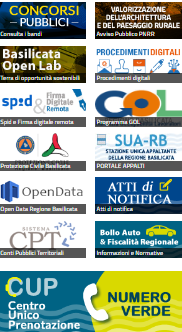 CONCORSI
PUBBLICI
Consulta i bandi
VALORIZZAZIONE
DELL'ARCHITETTURA
E DEL PAESAGGIO RURALE
Avviso Pubblico PNRR
Basilicata
Open Lab
Temi di opportunità sostenibili
PROCEDIMENTI DIGITALI
Procedimenti digitali
spid
& Firma
Digitale
Remota
Spid e Firma digitale remota
GOL
Programma GOL
Protezione Civile Basilicata
SUA-RB
STAZIONE UNICA APPALTANTE
DELLA REGIONE BASILICATA
PORTALE APPALTI
OpenData
Open Data Regione Basilicata
ATTI di
NOTIFICA
Atti di notifica
SISTEMA
CPT
Conti Pubblici Territoriali
Bollo Auto
& Fiscalità Regionale
Informazioni e Normative
CUP
Centro
Unico
Prenotazione
NUMERO
VERDE